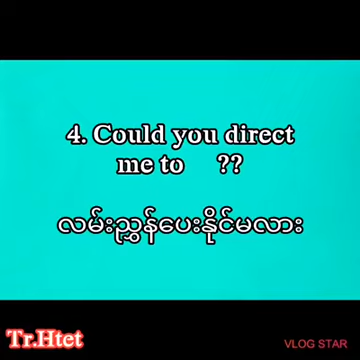 4. Could you direct
me to ??
လမ်းညွှန်ပေးနိုင်မလား
Tr.Htet
VLOG STAR